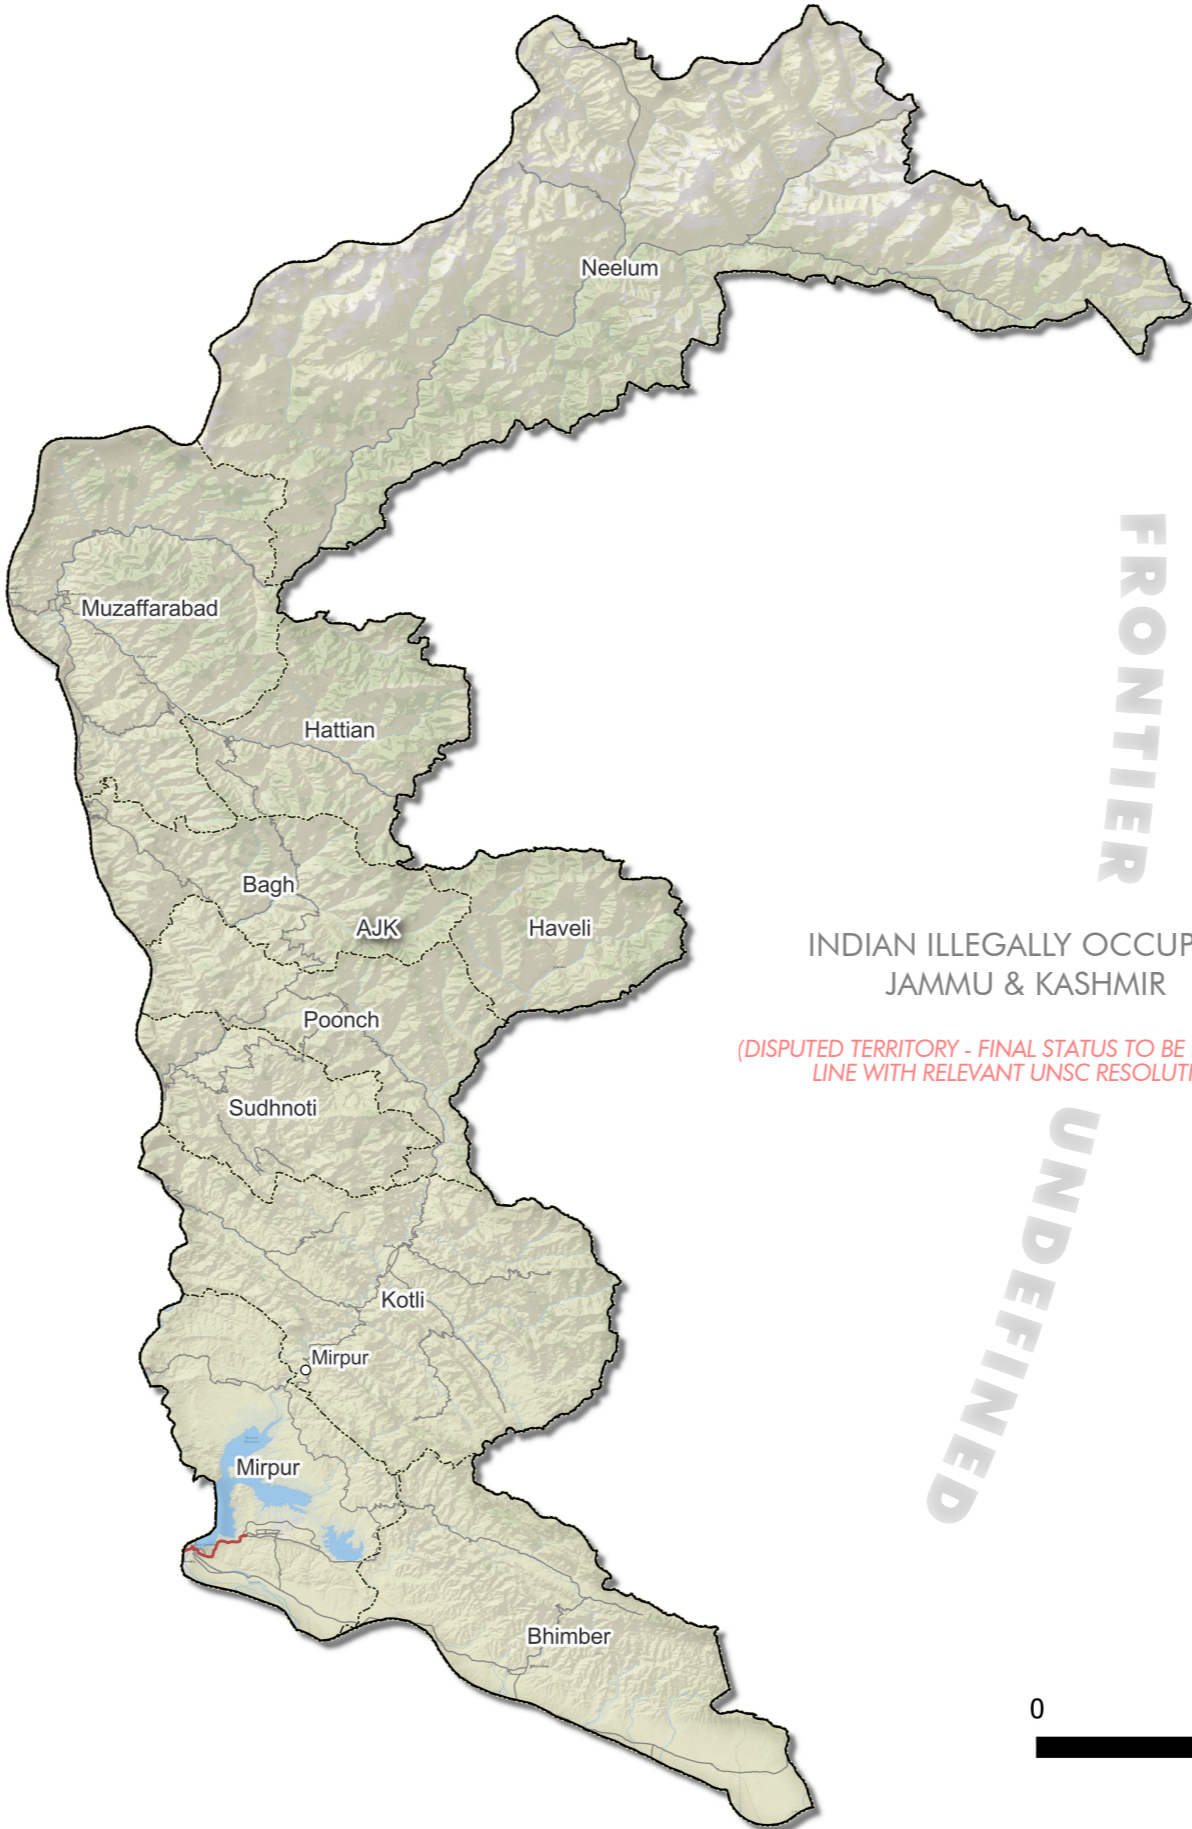 Neelum
Muzaffarabad
FRONTIER
Hattian
Bagh
AJK
Haveli
INDIAN ILLEGALLY OCCUP
JAMMU & KASHMIR
Poonch
(DISPUTED TERRITORY - FINAL STATUS TO BE
LINE WITH RELEVANT UNSC RESOLUTI
Sudhnoti
UNDEFINED
Kotli
Mirpur
Mirpur
Bhimber
0